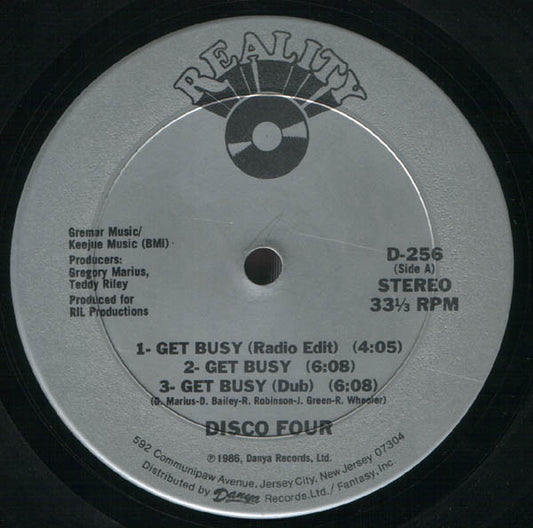 REALITY
Gremar Music/
Keejue Music (BMI)
Producers:
Gregory Marius,
Teddy Riley
Produced for
RIL Productions
D-256
(Side A)
STEREO
33⅓ RPM
1- GET BUSY (Radio Edit) (4:05)
2- GET BUSY (6:08)
3- GET BUSY (Dub) (6:08)
(G. Marius-D. Bailey-R. Robinson-J. Green-R. Wheeler)
DISCO FOUR
℗1986, Danya Records, Ltd.
592 Communipaw Avenue, Jersey City, New Jersey 07304
Distributed by Danya Records, Ltd./Fantasy, Inc